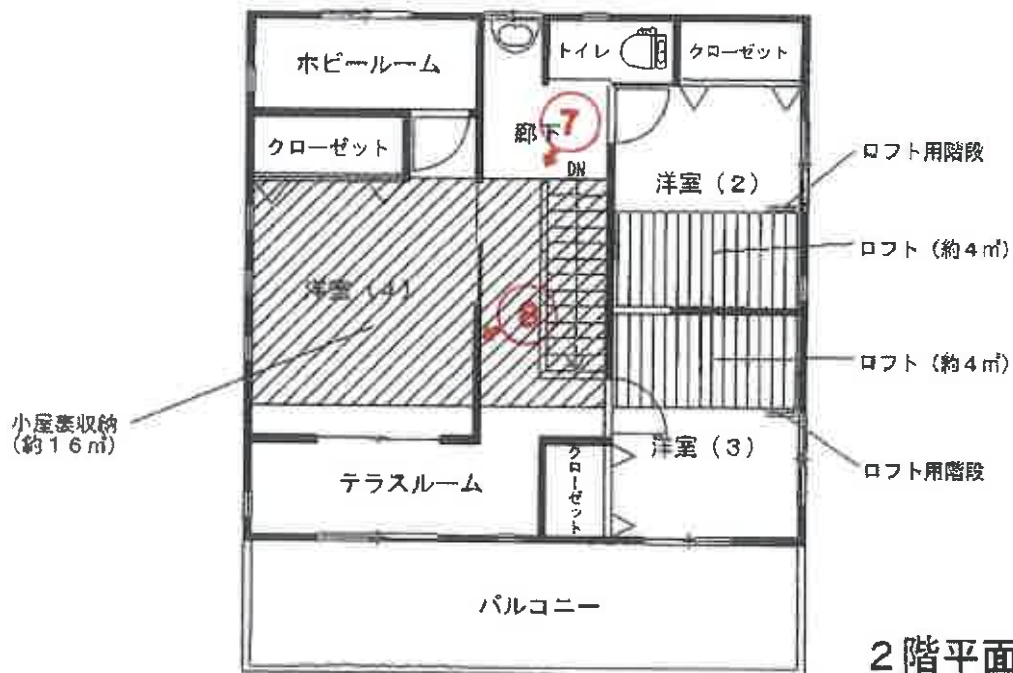 ホビールーム
トイレ
クローゼット
7
廊下
クローゼット
DN
洋室（2）
ロフト用階段
ロフト（約4㎡）
洋室（4）
8
ロフト（約4㎡）
小屋裏収納
（約16㎡）
洋室（3）
ロフト用階段
テラスルーム
クローゼット
バルコニー
2階平面